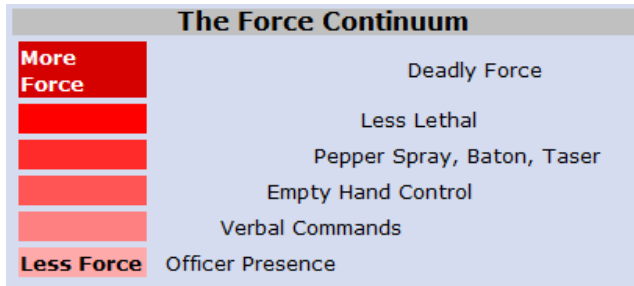 The Force Continuum
More
Force
Deadly Force
Less Lethal
Pepper Spray, Baton, Taser
Empty Hand Control
Verbal Commands
Less Force Officer Presence